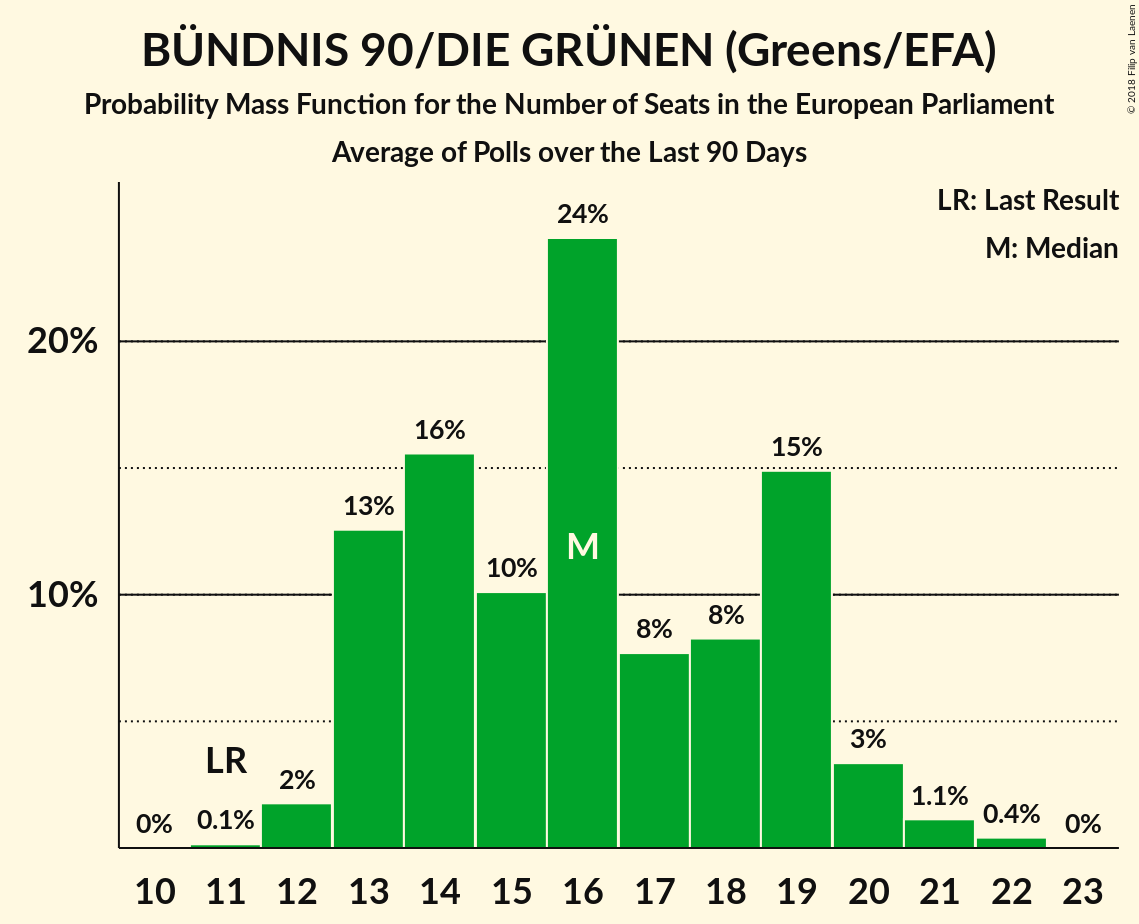 BÜNDNIS 90/DIE GRÜNEN (Greens/EFA)
Probability Mass Function for the Number of Seats in the European Parliament
Average of Polls over the Last 90 Days
© 2018 Filip van Laenen
LR: Last Result
M: Median
20%
10%
0%
0.1%
LR
2%
13%
16%
10%
24%
M
8%
8%
15%
3%
1.1%
0.4%
0%
10 11 12 13 14 15 16 17 18 19 20 21 22 23